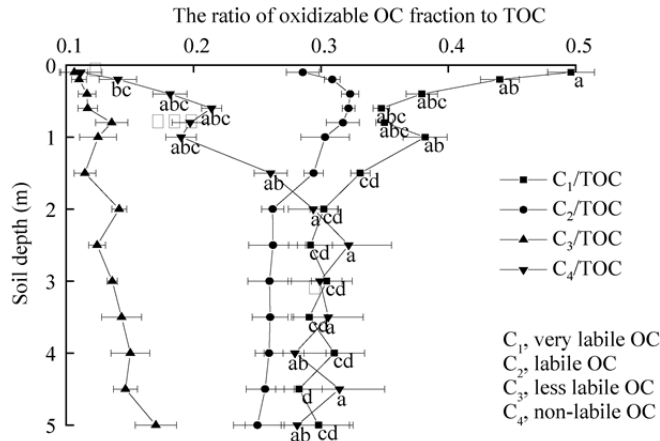 The ratio of oxidizable OC fraction to TOC
0.1 0.2 0.3 0.4 0.5
Soil depth (m)
0
1
2
3
4
5
bc
ab
a
abc
abc
abc
abc
abc
abc
ab
ab
cd
a
cd
cd
a
cd
cd
a
ab
cd
d
a
ab
cd
C₁/TOC
C₂/TOC
C₃/TOC
C₄/TOC
C₁, very labile OC
C₂, labile OC
C₃, less labile OC
C₄, non-labile OC